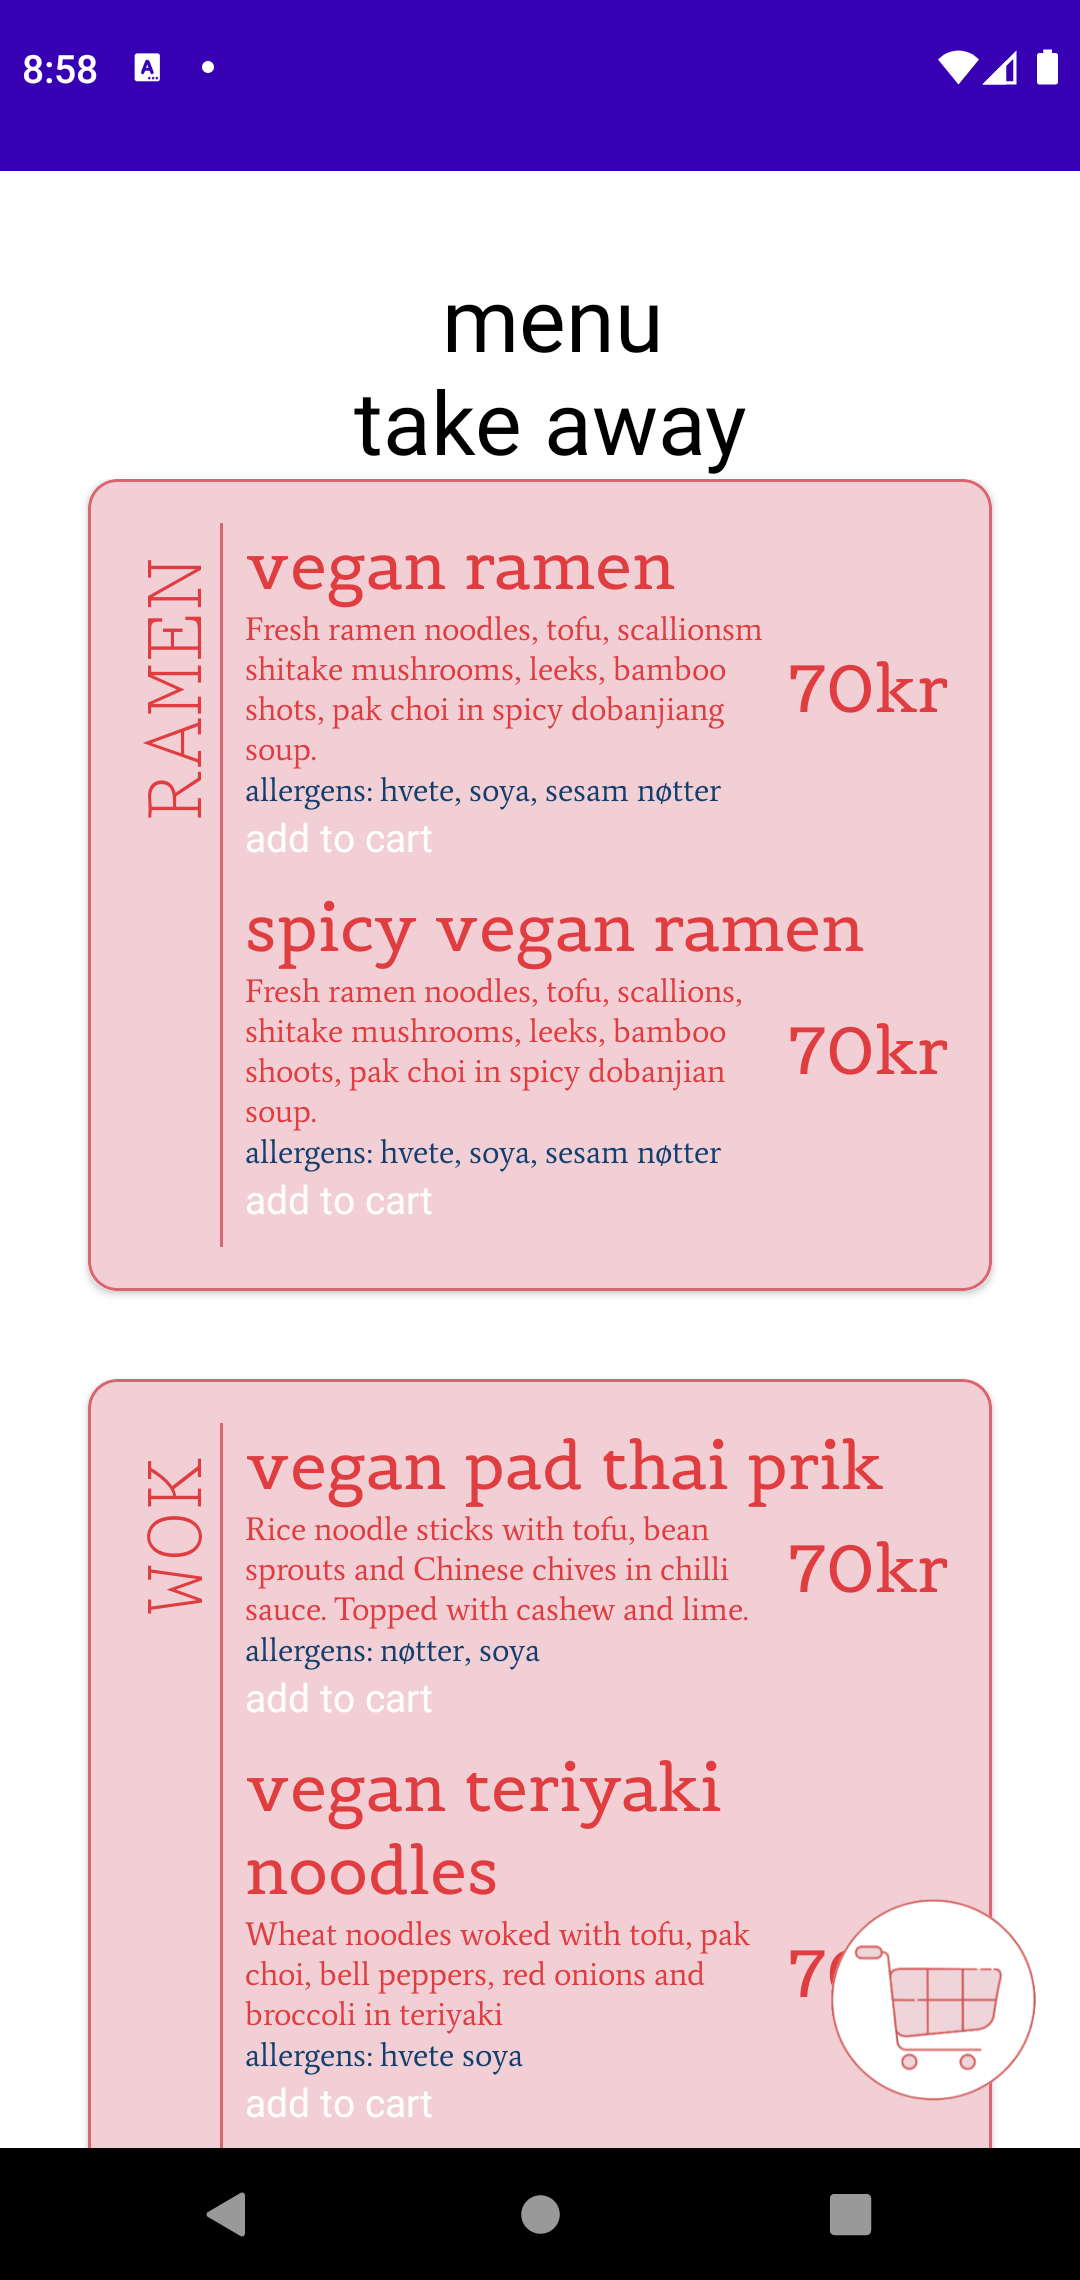 8:58
menu
take away
RAMEN
vegan ramen
Fresh ramen noodles, tofu, scallionsm
shitake mushrooms, leeks, bamboo
shots, pak choi in spicy dobanjiang
soup.
70kr
allergens: hvete, soya, sesam nøtter
add to cart
spicy vegan ramen
Fresh ramen noodles, tofu, scallions,
shitake mushrooms, leeks, bamboo
shoots, pak choi in spicy dobanjian
soup.
70kr
allergens: hvete, soya, sesam nøtter
add to cart
WOK
vegan pad thai prik
Rice noodle sticks with tofu, bean
sprouts and Chinese chives in chilli
sauce. Topped with cashew and lime.
70kr
allergens: nøtter, soya
add to cart
vegan teriyaki
noodles
Wheat noodles woked with tofu, pak
choi, bell peppers, red onions and
broccoli in teriyaki
allergens: hvete soya
add to cart